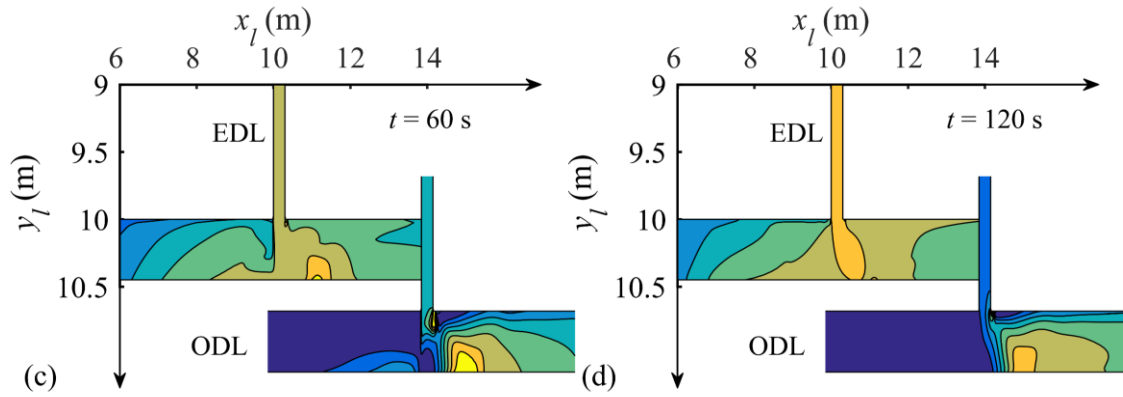 x_l (m)
6 8 10 12 14
9
EDL
t = 60 s
9.5
y_l (m)
10
10.5
ODL
(c)
x_l (m)
6 8 10 12 14
9
EDL
t = 120 s
9.5
y_l (m)
10
10.5
ODL
(d)